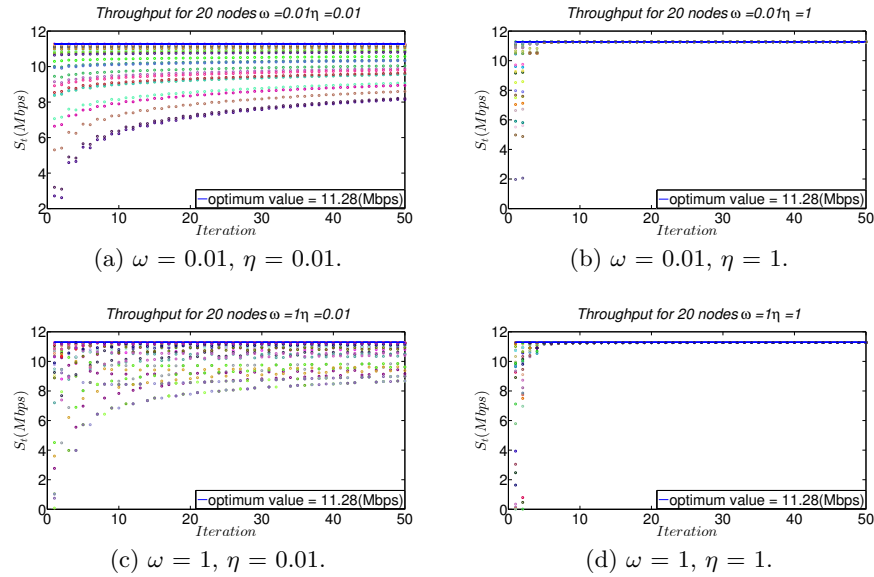 Throughput for 20 nodes ω =0.01η =0.01
12
10
8
6
4
2
0
10
20
30
40
50
S_t(Mbps)
Iteration
optimum value = 11.28(Mbps)
(a) ω = 0.01, η = 0.01.
Throughput for 20 nodes ω =0.01η =1
12
10
8
6
4
2
0
0
10
20
30
40
50
S_t(Mbps)
Iteration
optimum value = 11.28(Mbps)
(b) ω = 0.01, η = 1.
Throughput for 20 nodes ω =1η =0.01
12
10
8
6
4
2
0
0
10
20
30
40
50
S_t(Mbps)
Iteration
optimum value = 11.28(Mbps)
(c) ω = 1, η = 0.01.
Throughput for 20 nodes ω =1η =1
12
10
8
6
4
2
0
0
10
20
30
40
50
S_t(Mbps)
Iteration
optimum value = 11.28(Mbps)
(d) ω = 1, η = 1.